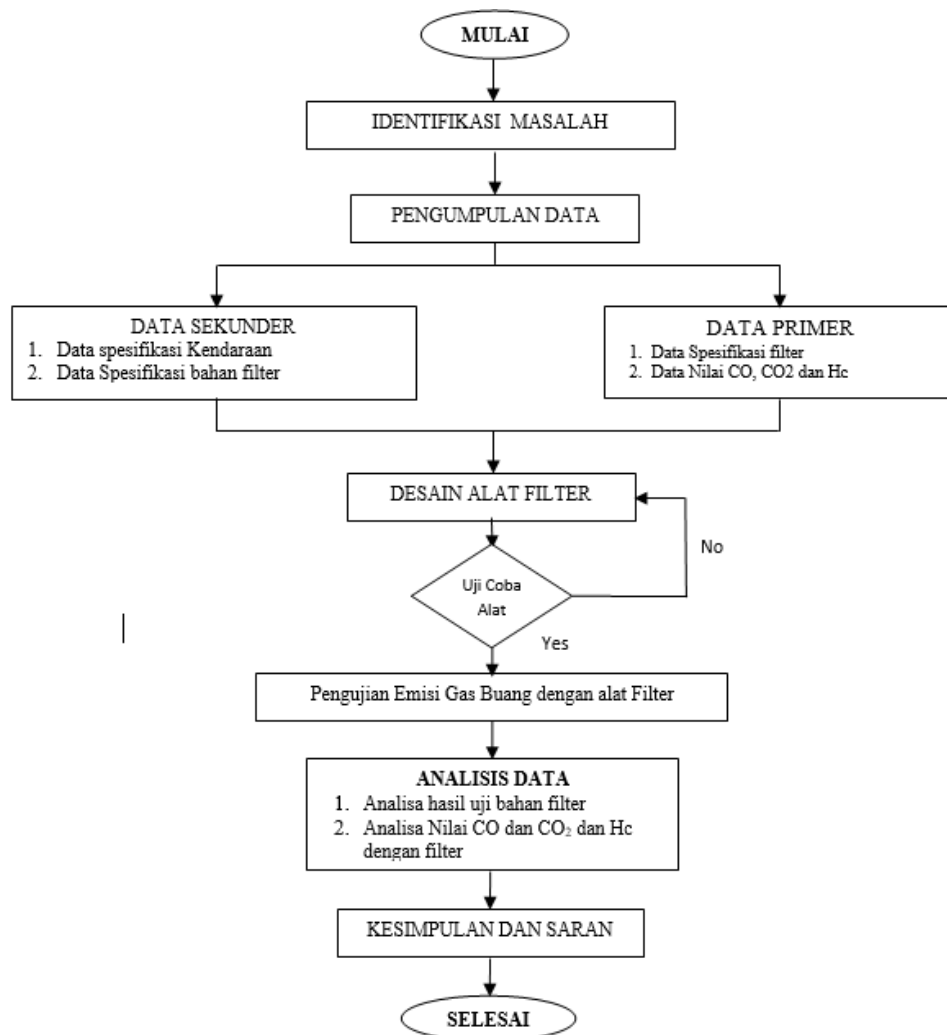 MULAI
IDENTIFIKASI MASALAH
PENGUMPULAN DATA
DATA SEKUNDER
1. Data spesifikasi Kendaraan
2. Data Spesifikasi bahan filter
DATA PRIMER
1. Data Spesifikasi filter
2. Data Nilai CO, CO2 dan Hc
DESAIN ALAT FILTER
No
Uji Coba
Alat
Yes
Pengujian Emisi Gas Buang dengan alat Filter
ANALISIS DATA
1. Analisa hasil uji bahan filter
2. Analisa Nilai CO dan CO₂ dan Hc
dengan filter
KESIMPULAN DAN SARAN
SELESAI